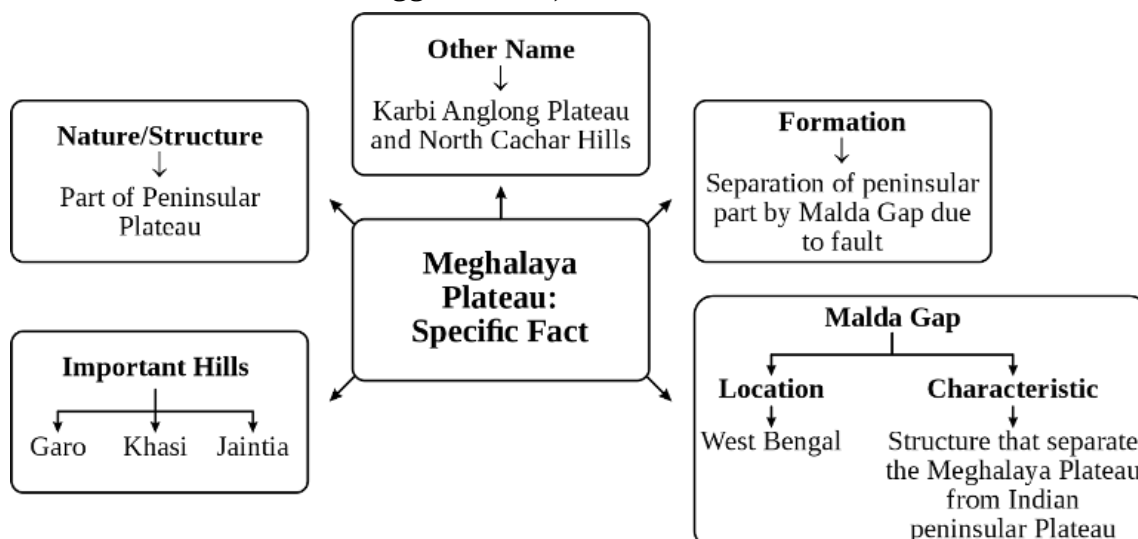 Other Name
Karbi Anglong Plateau
and North Cachar Hills
Nature/Structure
Part of Peninsular
Plateau
Formation
Separation of peninsular
part by Malda Gap due
to fault
Meghalaya
Plateau:
Specific Fact
Important Hills
Garo Khasi Jaintia
Malda Gap
Location Characteristic
West Bengal
Structure that separate
the Meghalaya Plateau
from Indian
peninsular Plateau